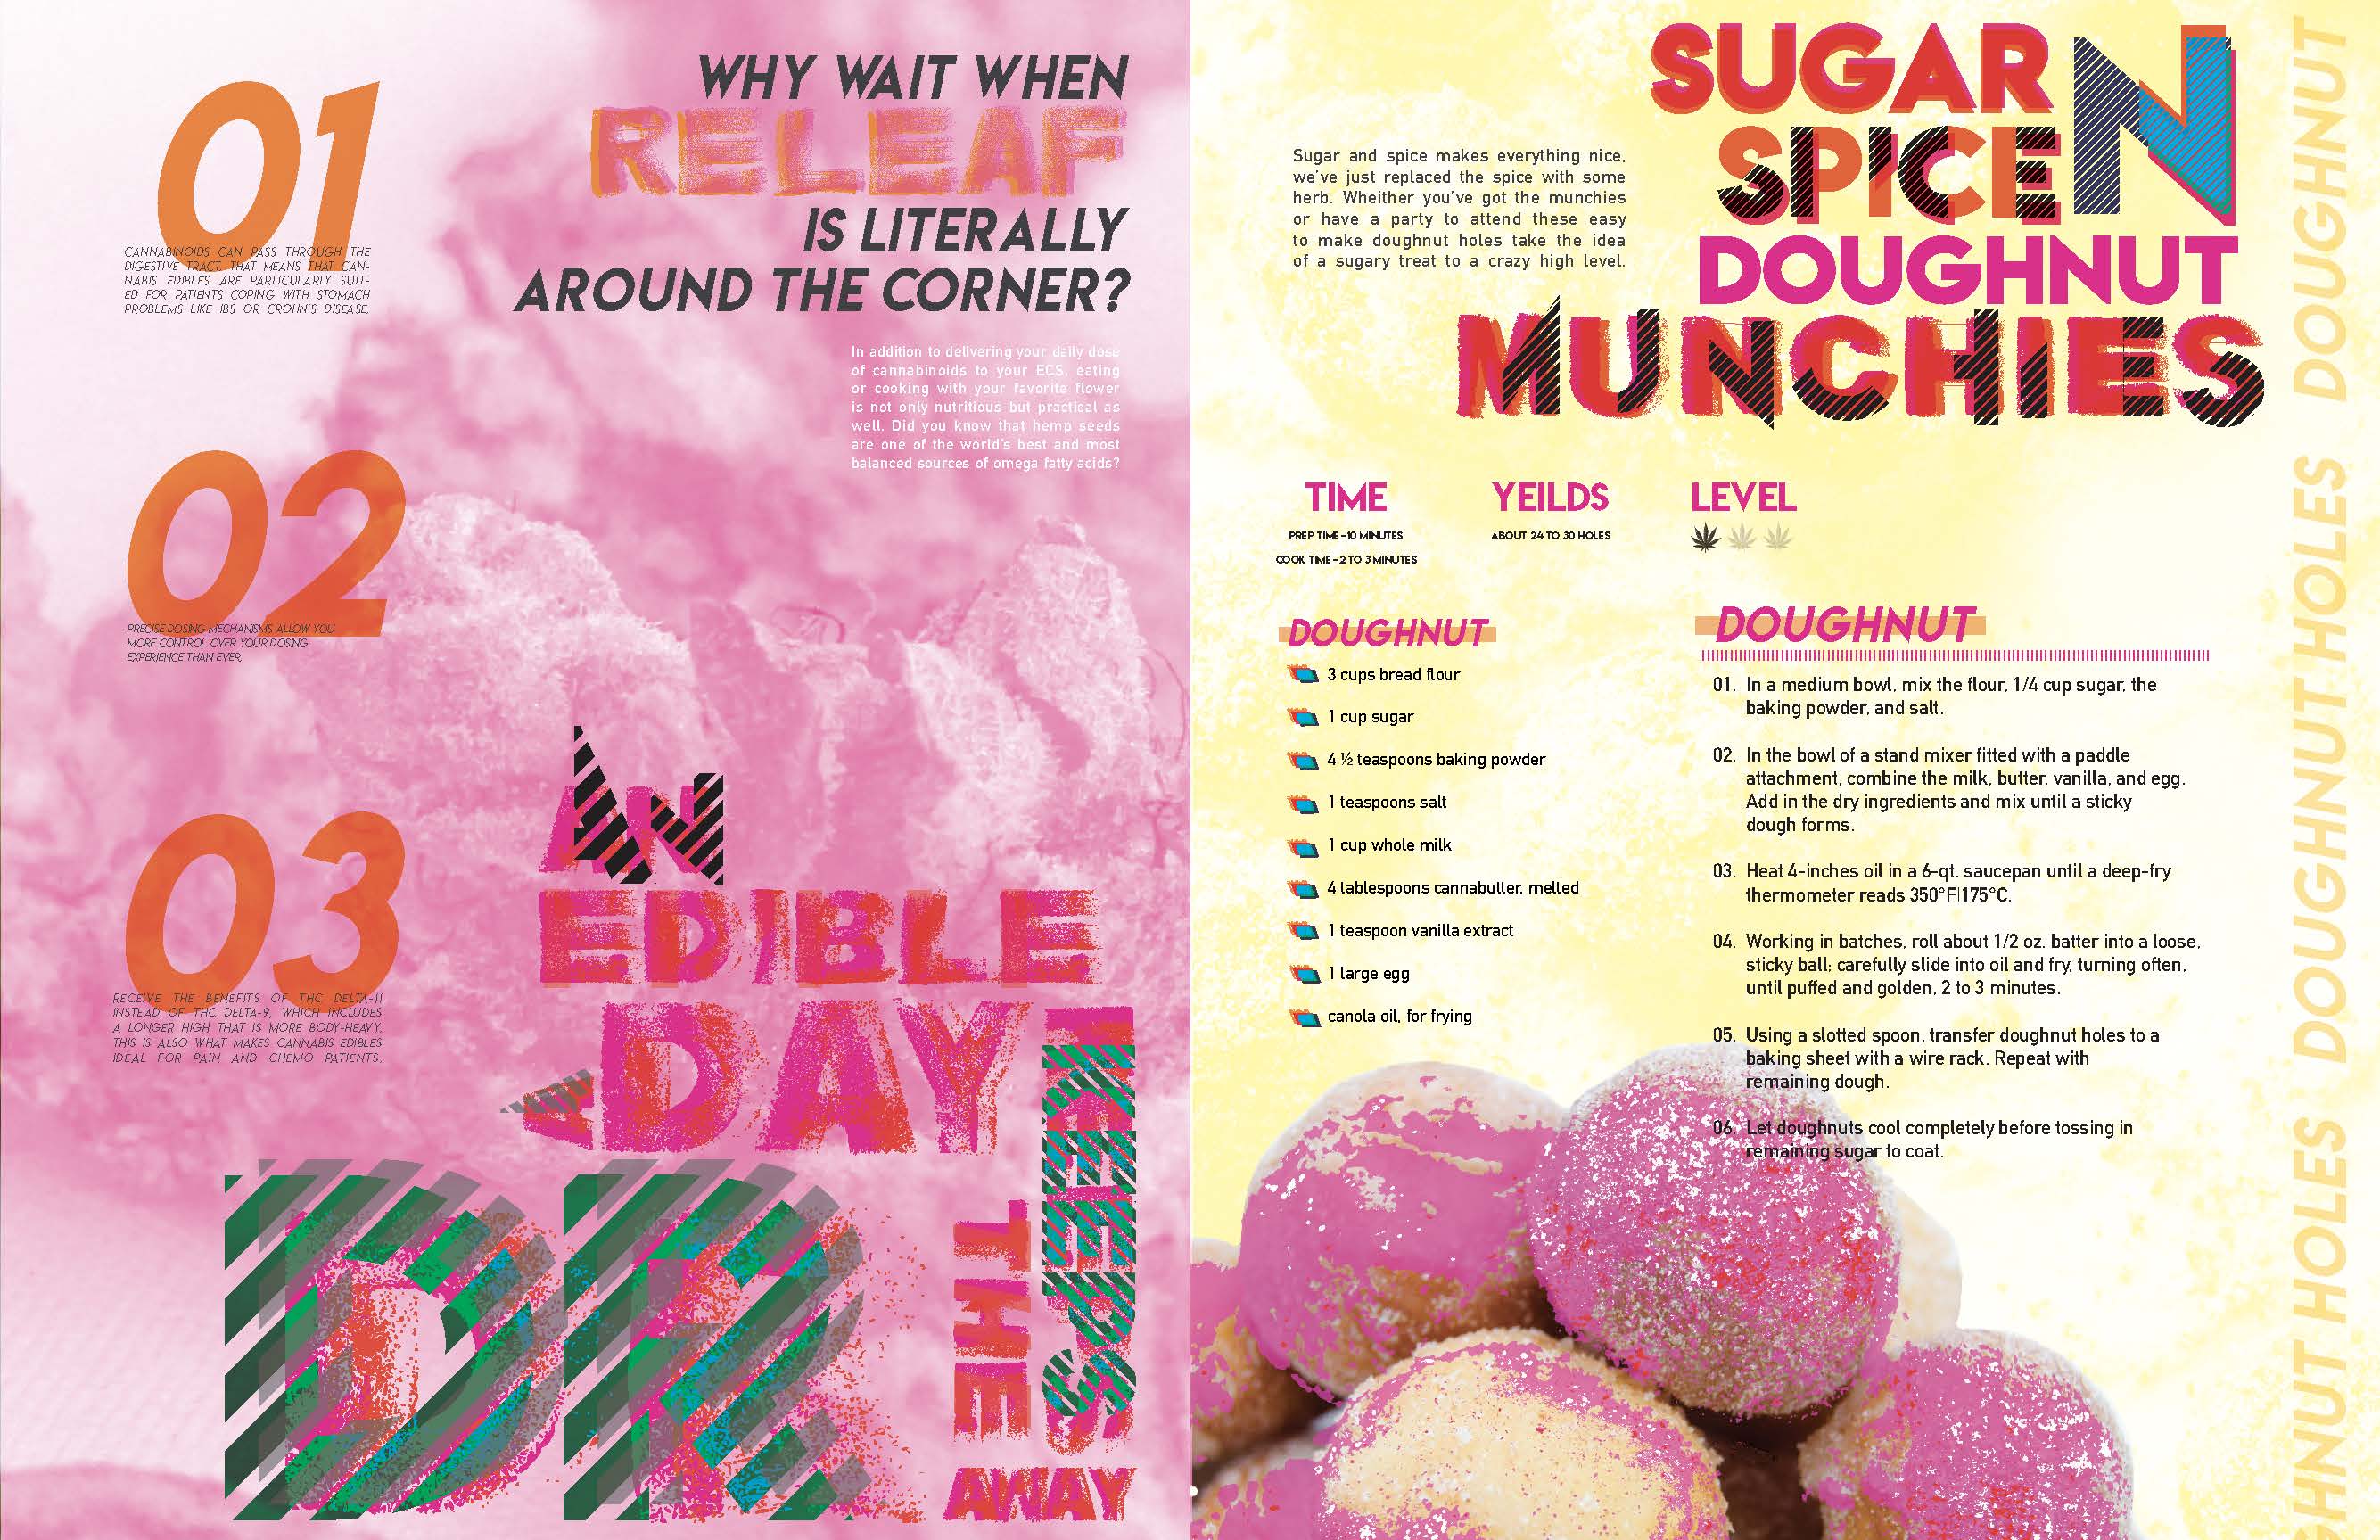 01
CANNABINOIDS CAN PASS THROUGH THE
DIGESTIVE TRACT. THAT MEANS THAT CAN-
NABIS EDIBLES ARE PARTICULARLY SUIT-
ED FOR PATIENTS COPING WITH STOMACH
PROBLEMS LIKE IBS OR CROHN'S DISEASE.
02
PRECISE DOSING MECHANISMS ALLOW YOU
MORE CONTROL OVER YOUR DOSING
EXPERIENCE THAN EVER.
03
RECEIVE THE BENEFITS OF THC DELTA-11
INSTEAD OF THC DELTA-9, WHICH INCLUDES
A LONGER HIGH THAT IS MORE BODY-HEAVY.
THIS IS ALSO WHAT MAKES CANNABIS EDIBLES
IDEAL FOR PAIN AND CHEMO PATIENTS.
WHY WAIT WHEN
RELEAF
IS LITERALLY
AROUND THE CORNER?
In addition to delivering your daily dose
of cannabinoids to your ECS, eating
or cooking with your favorite flower
is not only nutritious but practical as
well. Did you know that hemp seeds
are one of the world's best and most
balanced sources of omega fatty acids?
AN
EDIBLE
A DAY
KEEPS
THE
DR
AWAY
SUGAR
SPICE N
DOUGHNUT
MUNCHIES
Sugar and spice makes everything nice,
we've just replaced the spice with some
herb. Wheither you've got the munchies
or have a party to attend these easy
to make doughnut holes take the idea
of a sugary treat to a crazy high level.
TIME
PREP TIME - 10 MINUTES
COOK TIME - 2 TO 3 MINUTES
YEILDS
ABOUT 24 TO 30 HOLES
LEVEL
DOUGHNUT
3 cups bread flour
1 cup sugar
4 ½ teaspoons baking powder
1 teaspoons salt
1 cup whole milk
4 tablespoons cannabutter, melted
1 teaspoon vanilla extract
1 large egg
canola oil, for frying
DOUGHNUT
01. In a medium bowl, mix the flour, 1/4 cup sugar, the
baking powder, and salt.
02. In the bowl of a stand mixer fitted with a paddle
attachment, combine the milk, butter, vanilla, and egg.
Add in the dry ingredients and mix until a sticky
dough forms.
03. Heat 4-inches oil in a 6-qt. saucepan until a deep-fry
thermometer reads 350°F|175°C.
04. Working in batches, roll about 1/2 oz. batter into a loose,
sticky ball; carefully slide into oil and fry, turning often,
until puffed and golden, 2 to 3 minutes.
05. Using a slotted spoon, transfer doughnut holes to a
baking sheet with a wire rack. Repeat with
remaining dough.
06. Let doughnuts cool completely before tossing in
remaining sugar to coat.
HNUT HOLES DOUGHNUT HOLES DOUGHNUT